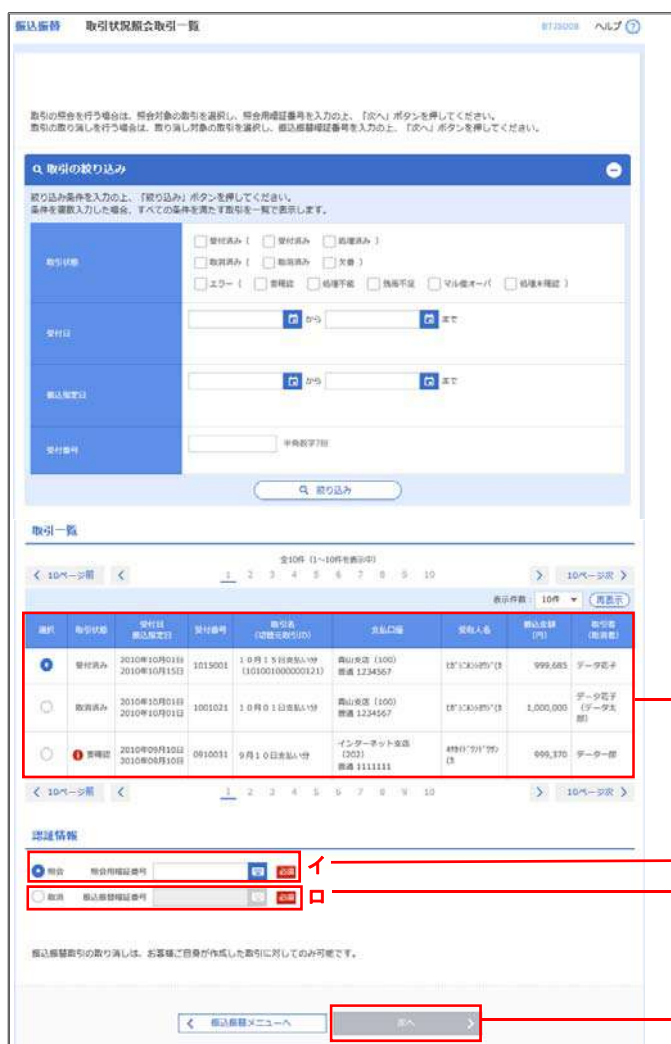 振込振替 取引状況照会取引一覧 BTJS008 ヘルプ ?
取引の照会を行う場合は、照会対象の取引を選択し、照会用暗証番号を入力の上、「次へ」ボタンを押してください。
取引の取り消しを行う場合は、取り消し対象の取引を選択し、振込振替暗証番号を入力の上、「次へ」ボタンを押してください。
取引の絞り込み
絞り込み条件を入力の上、「絞り込み」ボタンを押してください。
条件を複数入力した場合、すべての条件を満たす取引を一覧で表示します。
取引状態
受付済み ( 受付済み 処理済み )
取消済み ( 取消済み 欠番 )
エラー ( 要確認 処理不能 残高不足 マル優オーバ 処理未確認 )
受付日 から まで
振込指定日 から まで
受付番号 半角数字7桁
絞り込み
取引一覧
全10件 (1～10件を表示中)
< 10ページ前 < 1 2 3 4 5 6 7 8 9 10 > 10ページ次 >
表示件数: 10件 再表示
選択 取引状態 受付日 振込指定日 受付番号 取引名 (切替元取引ID) 支払口座 受取人名 振込金額 (円) 取引者 (取消者)
受付済み 2010年10月01日 2010年10月15日 1015001 10月15日支払い分 (101001000000121) 青山支店 (100) 普通 1234567 999,685 データ花子
取消済み 2010年10月01日 2010年10月01日 1001021 10月01日支払い分 青山支店 (100) 普通 1234567 1,000,000 データ花子 (データ太郎)
要確認 2010年09月10日 2010年09月10日 0910031 9月10日支払い分 インターネット支店 (202) 普通 1111111 999,370 データ一郎
< 10ページ前 < 1 2 3 4 5 6 7 8 9 10 > 10ページ次 >
認証情報
照会 照会用暗証番号 必須 イ
取消 振込振替暗証番号 必須 ロ
振込振替取引の取り消しは、お客様ご自身が作成した取引に対してのみ可能です。
< 振込振替メニューへ 次へ >